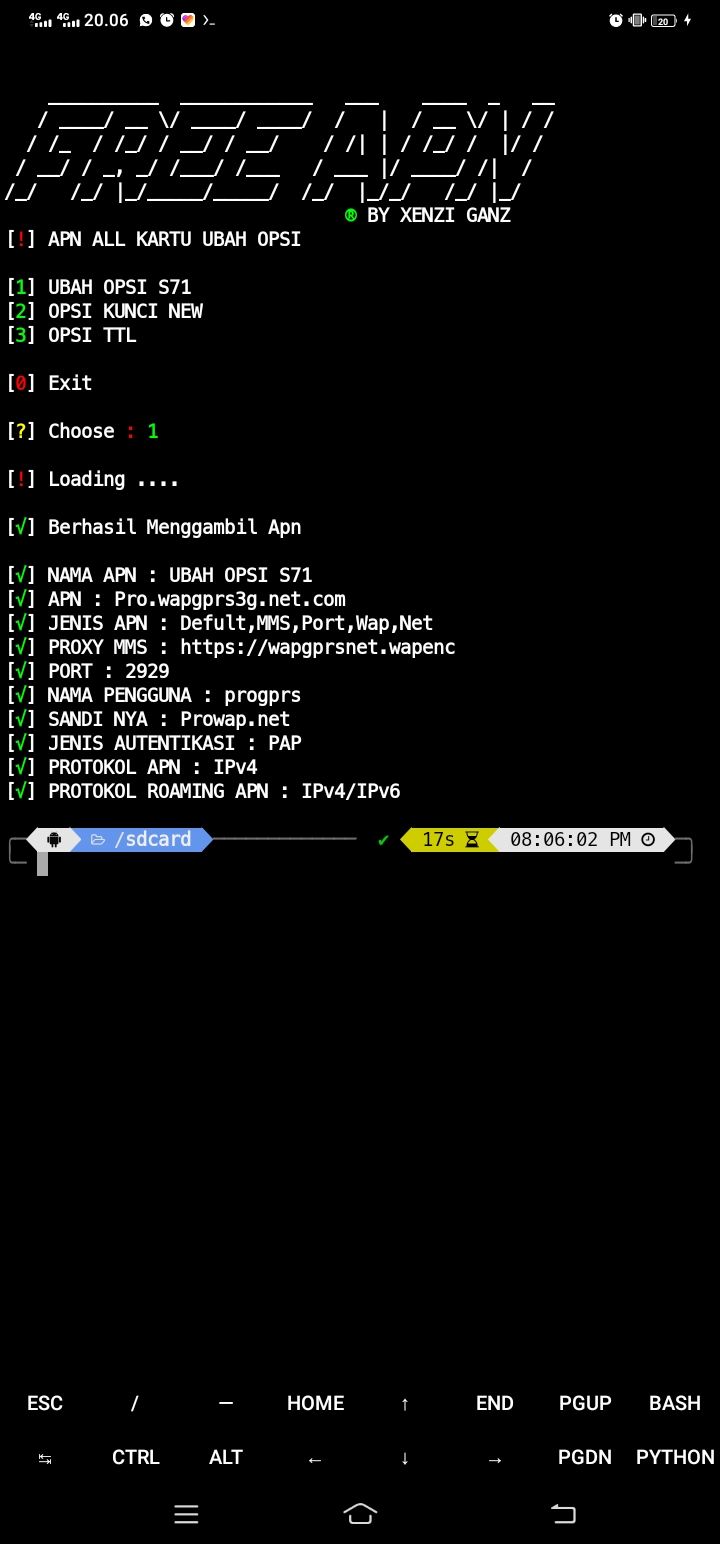 4G 4G 20.06 20
FREE APN
® BY XENZI GANZ
[!] APN ALL KARTU UBAH OPSI
[1] UBAH OPSI S71
[2] OPSI KUNCI NEW
[3] OPSI TTL
[0] Exit
[?] Choose : 1
[!] Loading ....
[√] Berhasil Menggambil Apn
[√] NAMA APN : UBAH OPSI S71
[√] APN : Pro.wapgprs3g.net.com
[√] JENIS APN : Defult,MMS,Port,Wap,Net
[√] PROXY MMS : https://wapgprsnet.wapenc
[√] PORT : 2929
[√] NAMA PENGGUNA : progprs
[√] SANDI NYA : Prowap.net
[√] JENIS AUTENTIKASI : PAP
[√] PROTOKOL APN : IPv4
[√] PROTOKOL ROAMING APN : IPv4/IPv6
/sdcard ✔ 17s 08:06:02 PM
ESC / — HOME ↑ END PGUP BASH
↹ CTRL ALT ← ↓ → PGDN PYTHON